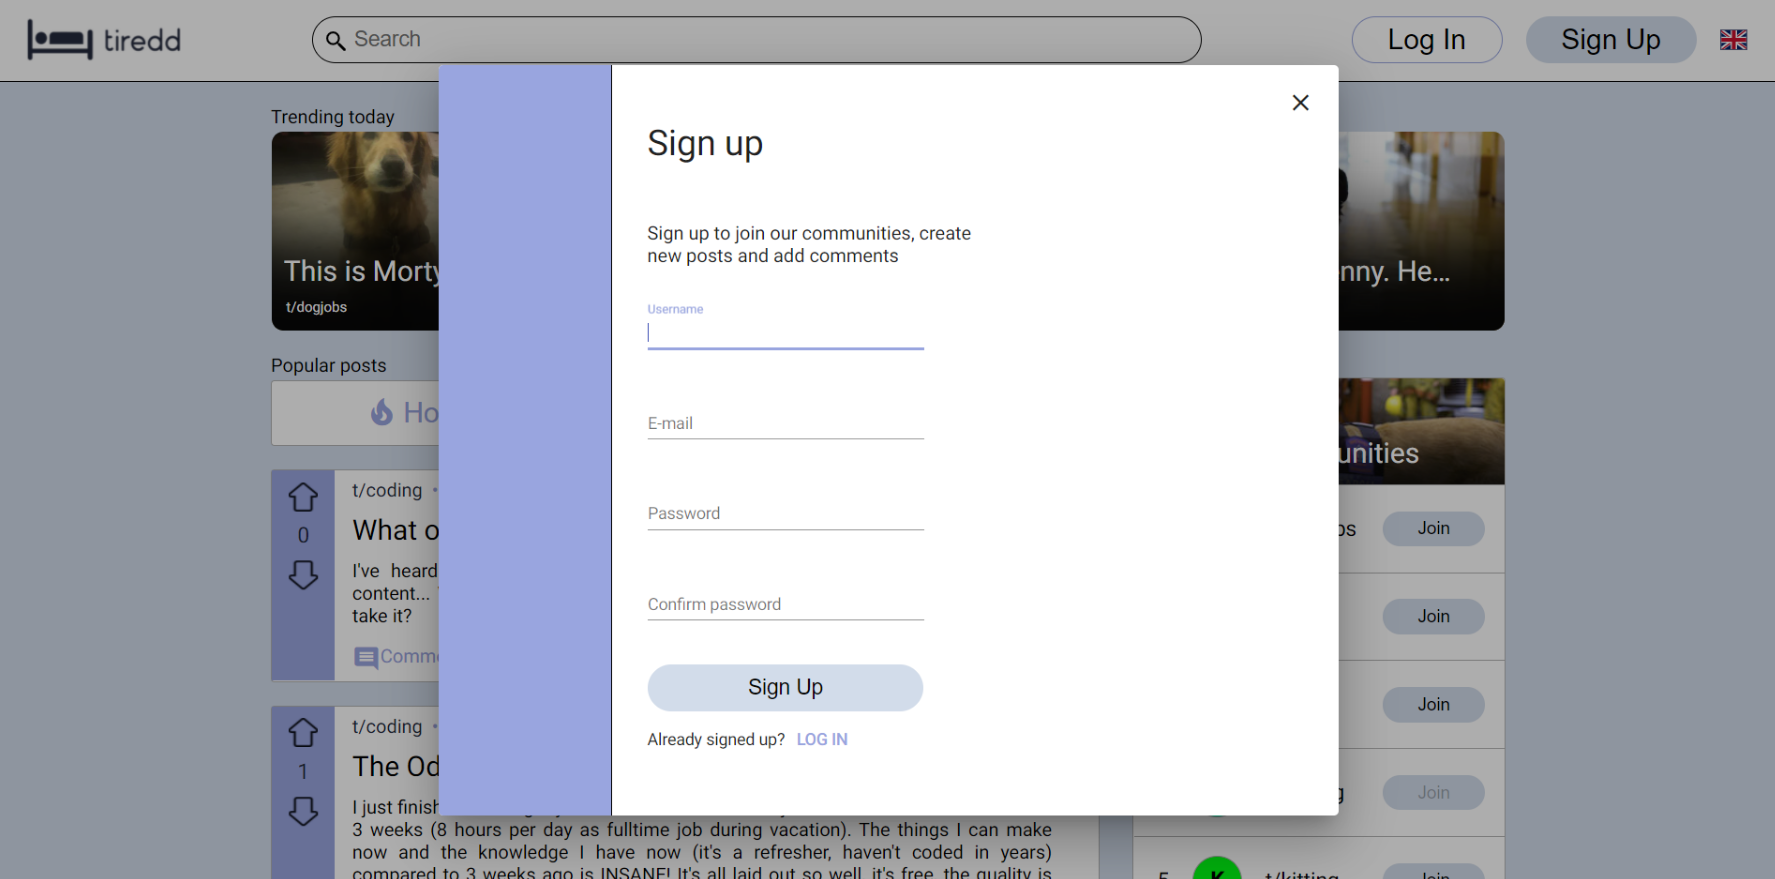 tiredd
Search
Log In
Sign Up
Trending today
This is Morty
t/dogjobs
nny. He...
Popular posts
Ho
t/coding •
What o
I've heard
content...
take it?
Comm
0
t/coding •
The Od
1
I just finish
3 weeks (8 hours per day as fulltime job during vacation). The things I can make
now and the knowledge I have now (it's a refresher, haven't coded in years)
compared to 3 weeks ago is INSANE! It's all laid out so well, it's free, the quality is
Sign up
Sign up to join our communities, create
new posts and add comments
Username
E-mail
Password
Confirm password
Sign Up
Already signed up? LOG IN
unities
os Join
Join
Join
g Join
5 K t/kitting Join